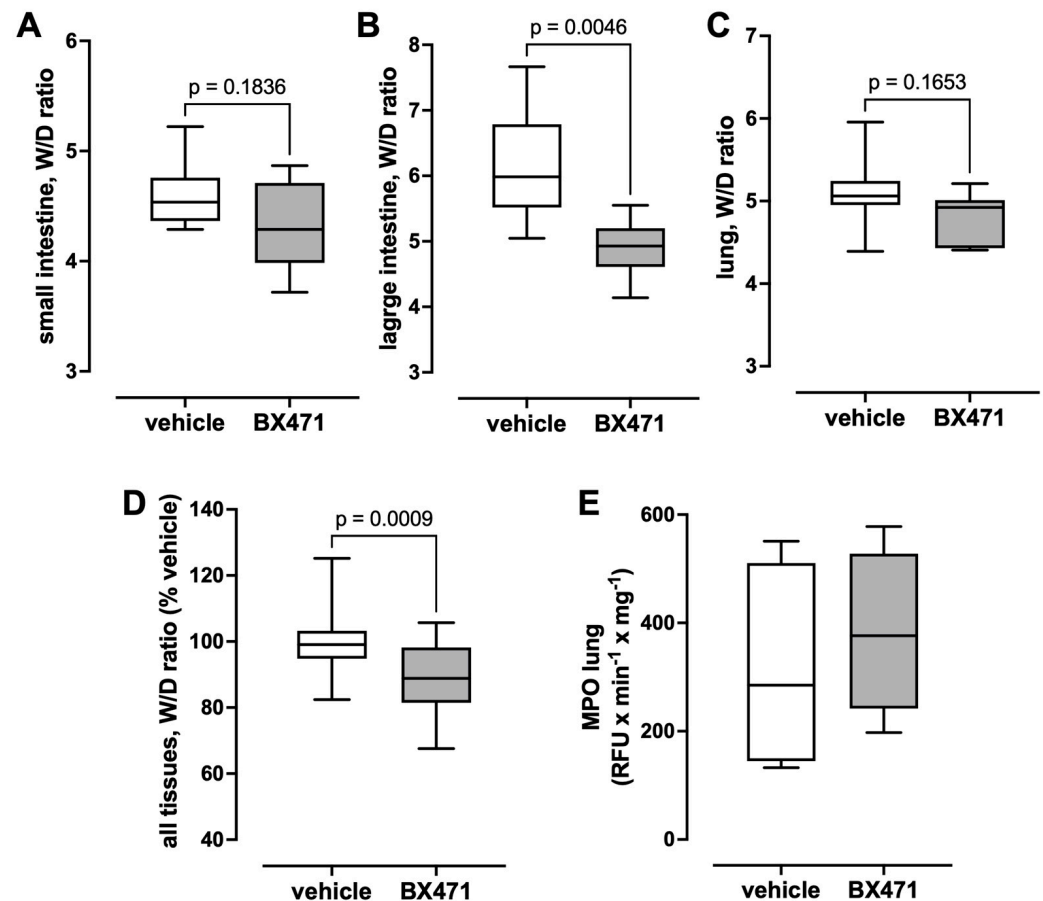 A
small intestine, W/D ratio
6
5
4
3
p = 0.1836
vehicle BX471
B
lagrge intestine, W/D ratio
8
7
6
5
4
3
p = 0.0046
vehicle BX471
C
lung, W/D ratio
7
6
5
4
3
p = 0.1653
vehicle BX471
D
all tissues, W/D ratio (% vehicle)
140
120
100
80
60
40
p = 0.0009
vehicle BX471
E
MPO lung
(RFU x min⁻¹ x mg⁻¹)
600
400
200
0
vehicle BX471